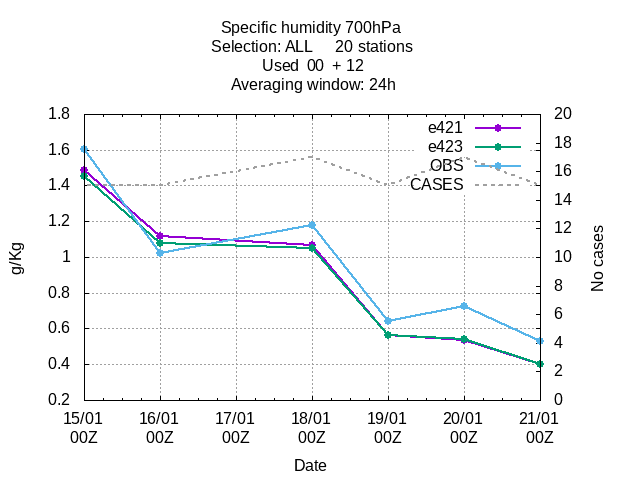 Specific humidity 700hPa
Selection: ALL 20 stations
Used 00 + 12
Averaging window: 24h
1.8
1.6
1.4
1.2
1
0.8
0.6
0.4
0.2
20
18
16
14
12
10
8
6
4
2
0
e421
e423
OBS
CASES
g/Kg
No cases
15/01 16/01 17/01 18/01 19/01 20/01 21/01
00Z 00Z 00Z 00Z 00Z 00Z 00Z
Date